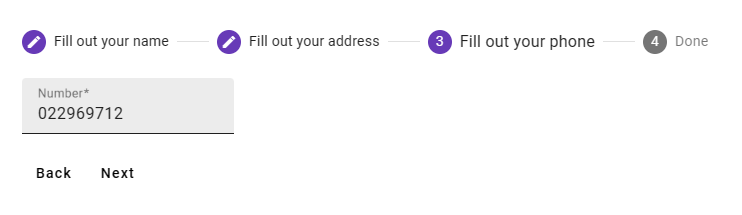 Fill out your name Fill out your address 3 Fill out your phone 4 Done
Number*
022969712
Back Next